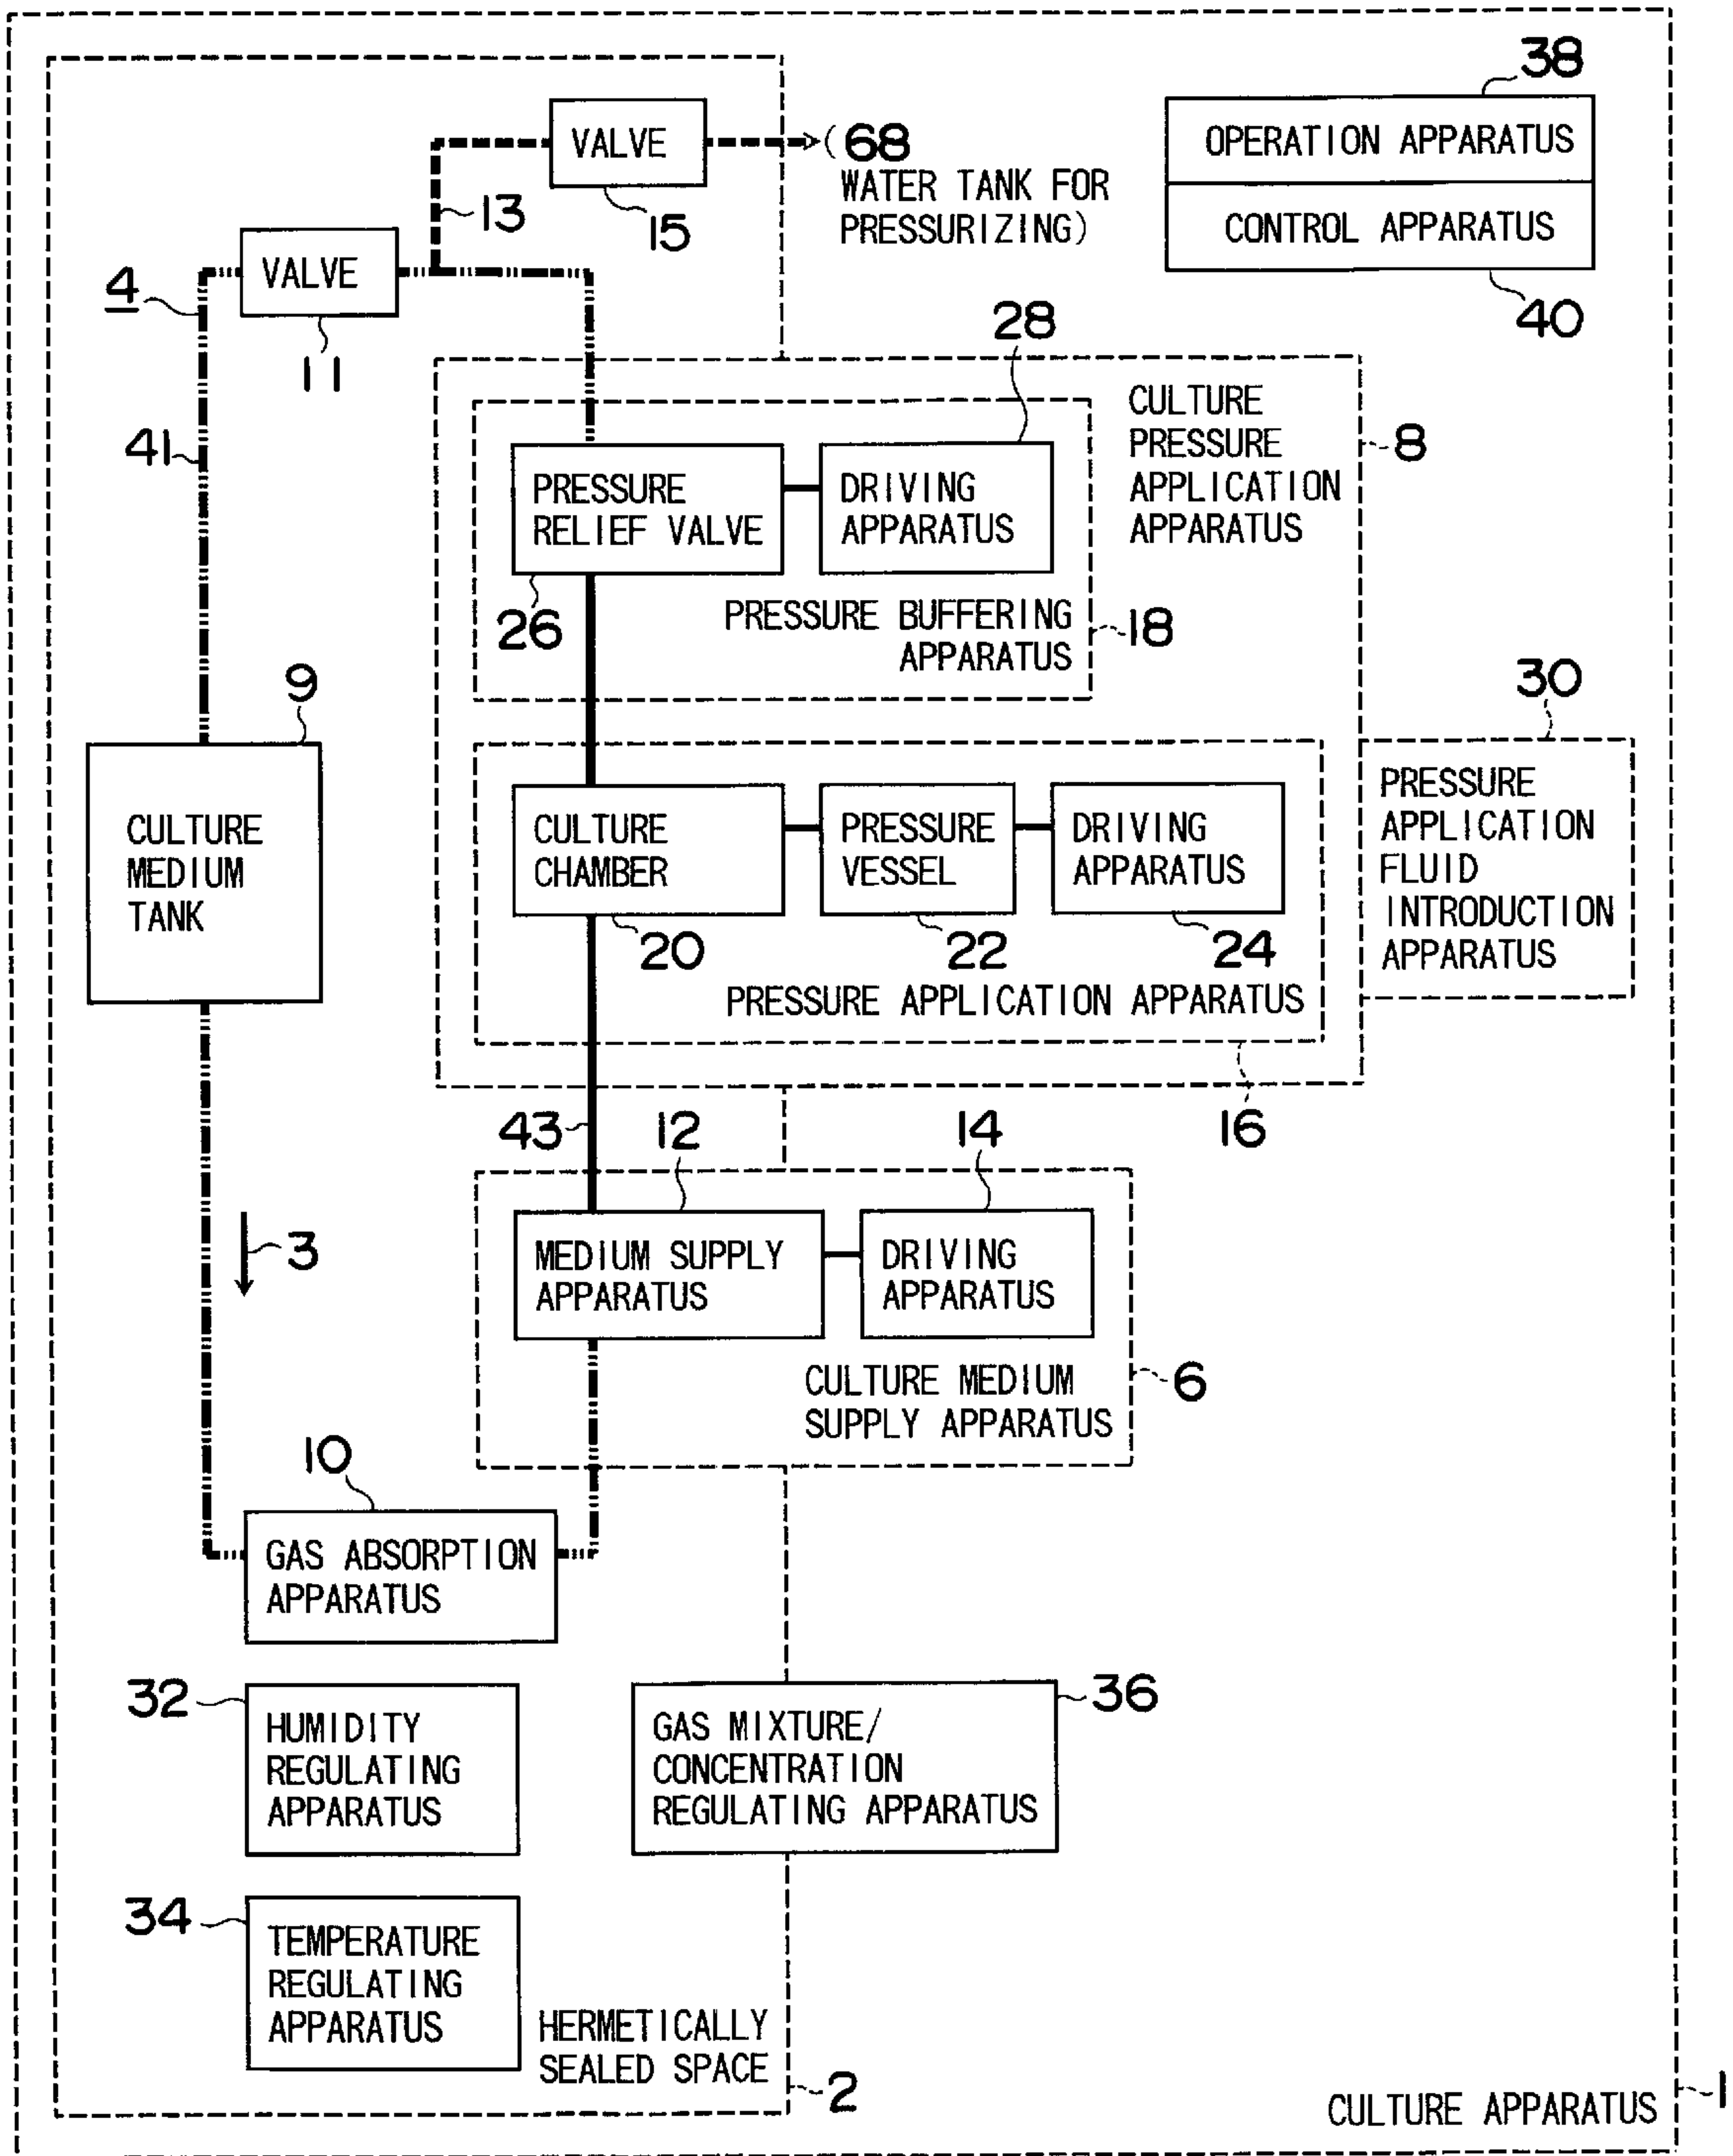 38
VALVE
(68
WATER TANK FOR
PRESSURIZING)
OPERATION APPARATUS
CONTROL APPARATUS
13
15
40
4
VALVE
11
28
41
CULTURE
PRESSURE
APPLICATION
APPARATUS
8
PRESSURE
RELIEF VALVE
DRIVING
APPARATUS
26
PRESSURE BUFFERING
APPARATUS
18
9
30
CULTURE
MEDIUM
TANK
CULTURE
CHAMBER
PRESSURE
VESSEL
DRIVING
APPARATUS
PRESSURE
APPLICATION
FLUID
INTRODUCTION
APPARATUS
20
22
24
PRESSURE APPLICATION APPARATUS
16
43
12
14
3
MEDIUM SUPPLY
APPARATUS
DRIVING
APPARATUS
CULTURE MEDIUM
SUPPLY APPARATUS
6
10
GAS ABSORPTION
APPARATUS
32
HUMIDITY
REGULATING
APPARATUS
36
GAS MIXTURE/
CONCENTRATION
REGULATING APPARATUS
34
TEMPERATURE
REGULATING
APPARATUS
HERMETICALLY
SEALED SPACE
2
CULTURE APPARATUS
1